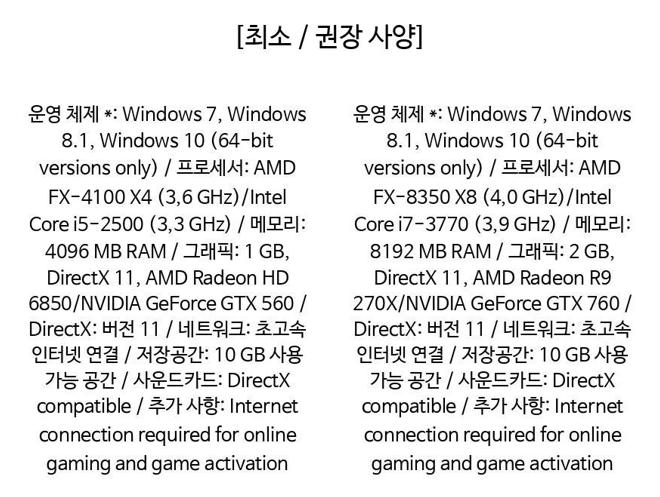 [최소 / 권장 사양]
운영 체제 *: Windows 7, Windows
8.1, Windows 10 (64-bit
versions only) / 프로세서: AMD
FX-4100 X4 (3,6 GHz)/Intel
Core i5-2500 (3,3 GHz) / 메모리:
4096 MB RAM / 그래픽: 1 GB,
DirectX 11, AMD Radeon HD
6850/NVIDIA GeForce GTX 560 /
DirectX: 버전 11 / 네트워크: 초고속
인터넷 연결 / 저장공간: 10 GB 사용
가능 공간 / 사운드카드: DirectX
compatible / 추가 사항: Internet
connection required for online
gaming and game activation
운영 체제 *: Windows 7, Windows
8.1, Windows 10 (64-bit
versions only) / 프로세서: AMD
FX-8350 X8 (4,0 GHz)/Intel
Core i7-3770 (3,9 GHz) / 메모리:
8192 MB RAM / 그래픽: 2 GB,
DirectX 11, AMD Radeon R9
270X/NVIDIA GeForce GTX 760 /
DirectX: 버전 11 / 네트워크: 초고속
인터넷 연결 / 저장공간: 10 GB 사용
가능 공간 / 사운드카드: DirectX
compatible / 추가 사항: Internet
connection required for online
gaming and game activation